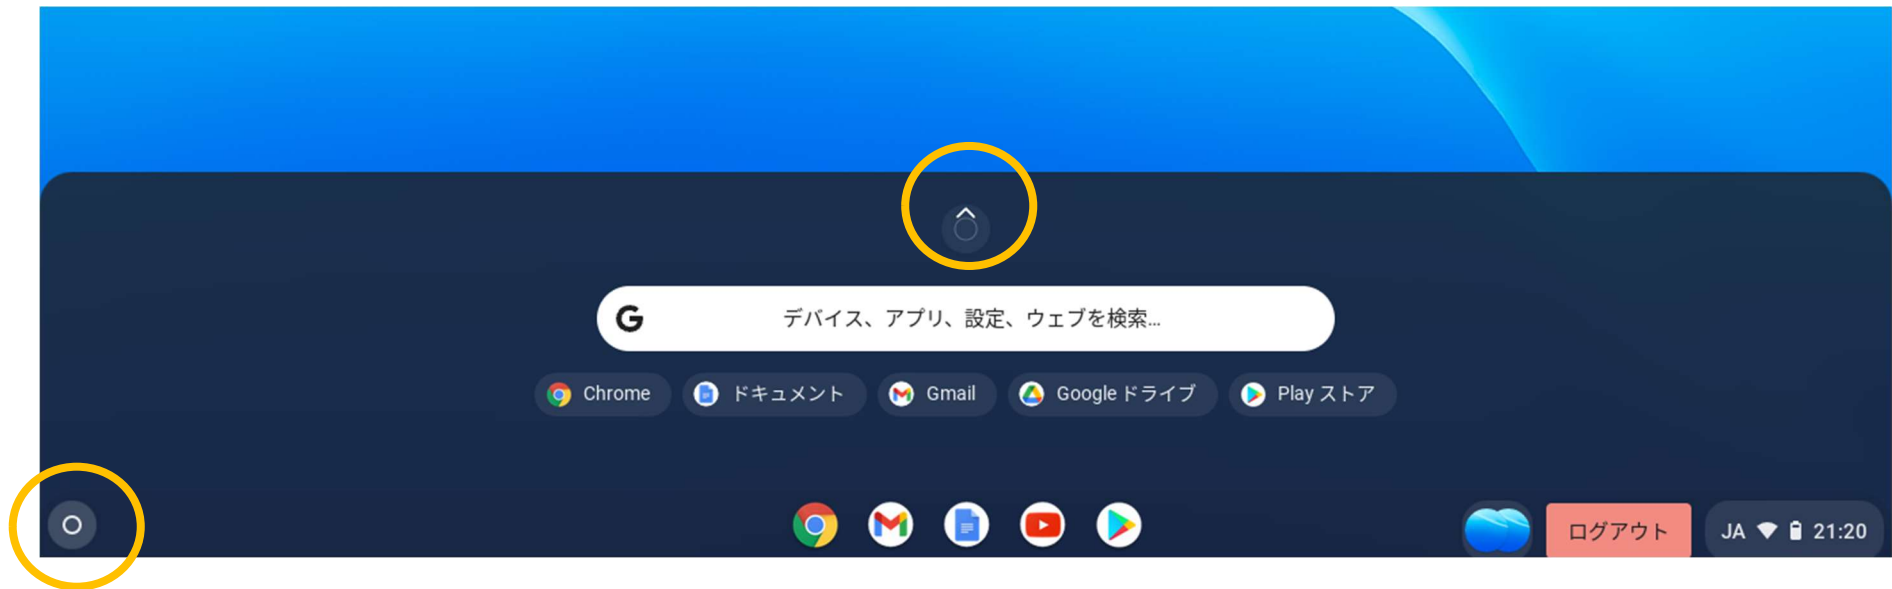 デバイス、アプリ、設定、ウェブを検索...
Chrome ドキュメント Gmail Google ドライブ Play ストア
ログアウト JA 21:20